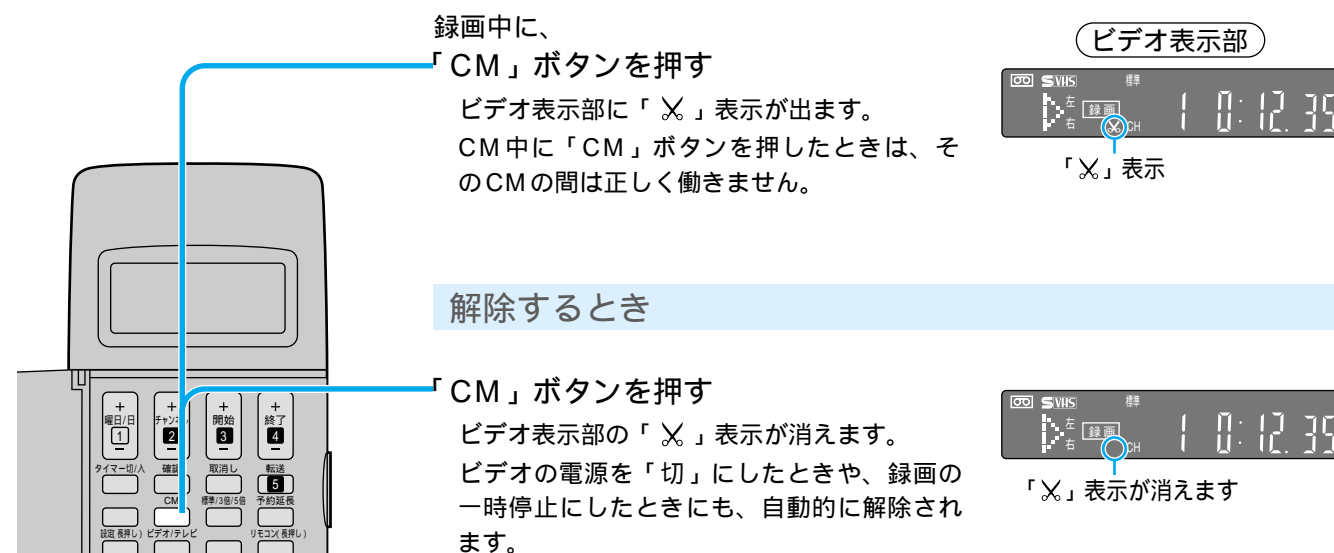 録画中に、
「CM」ボタンを押す
ビデオ表示部に「✂」表示が出ます。
CM中に「CM」ボタンを押したときは、そ
のCMの間は正しく働きません。
ビデオ表示部
S VHS 標準
左 録画
右 CH 1 0:12.35
「✂」表示
解除するとき
「CM」ボタンを押す
ビデオ表示部の「✂」表示が消えます。
ビデオの電源を「切」にしたときや、録画の
一時停止にしたときにも、自動的に解除され
ます。
S VHS 標準
左 録画
右 CH 1 0:12.35
「✂」表示が消えます
+ + + +
曜日/日 チャンネル 開始 終了
1 2 3 4
− − − −
タイマー切/入 確認 取消し 転送
5
CM 標準/3倍/5倍 予約延長
設定(長押し) ビデオ/テレビ リモコン(長押し)